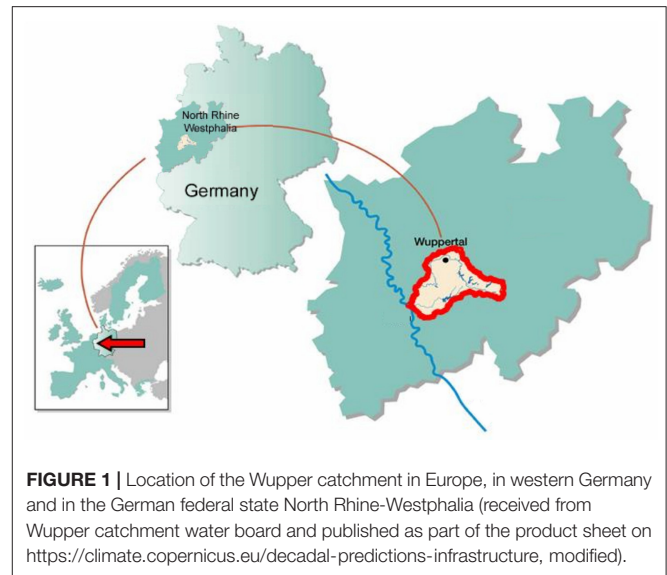 North Rhine
Westphalia
Germany
Wuppertal
FIGURE 1 | Location of the Wupper catchment in Europe, in western Germany
and in the German federal state North Rhine-Westphalia (received from
Wupper catchment water board and published as part of the product sheet on
https://climate.copernicus.eu/decadal-predictions-infrastructure, modified).